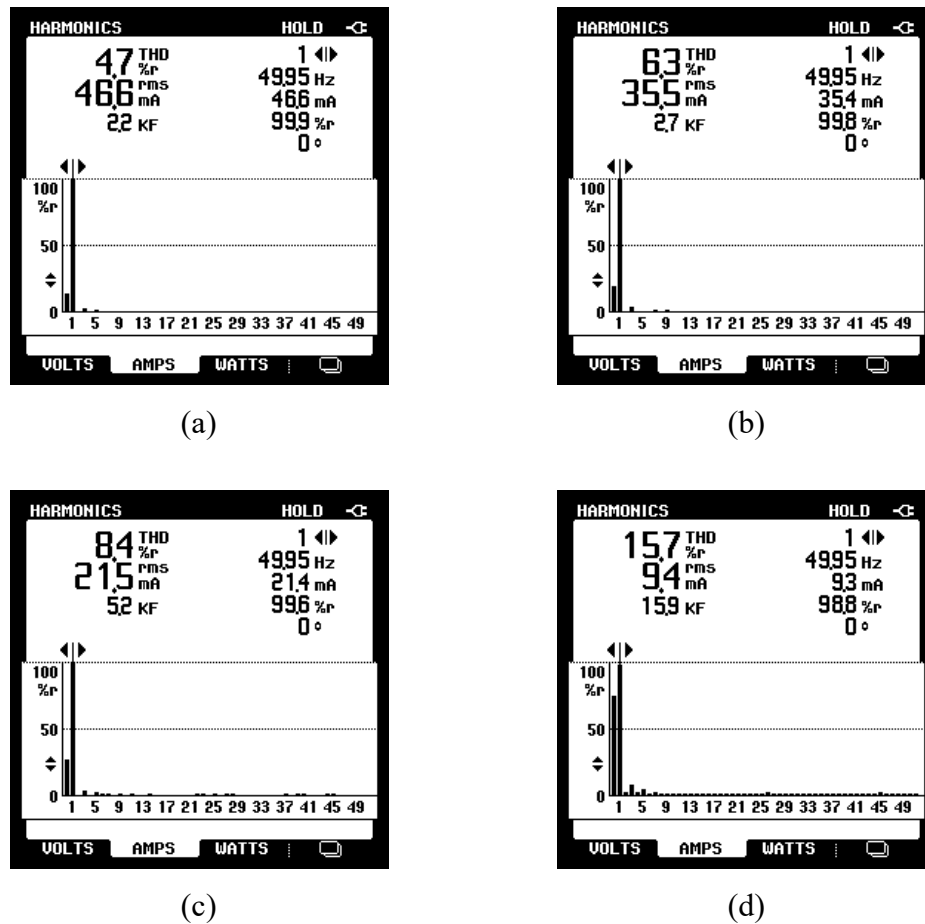 HARMONICS HOLD
4.7 THD %r 1
46.6 rms mA 49.95 Hz
46.6 mA
2.2 KF 99.9 %r
0 °
100
%r
50
0
1 5 9 13 17 21 25 29 33 37 41 45 49
VOLTS AMPS WATTS
(a)
HARMONICS HOLD
6.3 THD %r 1
35.5 rms mA 49.95 Hz
35.4 mA
2.7 KF 99.8 %r
0 °
100
%r
50
0
1 5 9 13 17 21 25 29 33 37 41 45 49
VOLTS AMPS WATTS
(b)
HARMONICS HOLD
8.4 THD %r 1
21.5 rms mA 49.95 Hz
21.4 mA
5.2 KF 99.6 %r
0 °
100
%r
50
0
1 5 9 13 17 21 25 29 33 37 41 45 49
VOLTS AMPS WATTS
(c)
HARMONICS HOLD
15.7 THD %r 1
9.4 rms mA 49.95 Hz
9.3 mA
15.9 KF 98.8 %r
0 °
100
%r
50
0
1 5 9 13 17 21 25 29 33 37 41 45 49
VOLTS AMPS WATTS
(d)